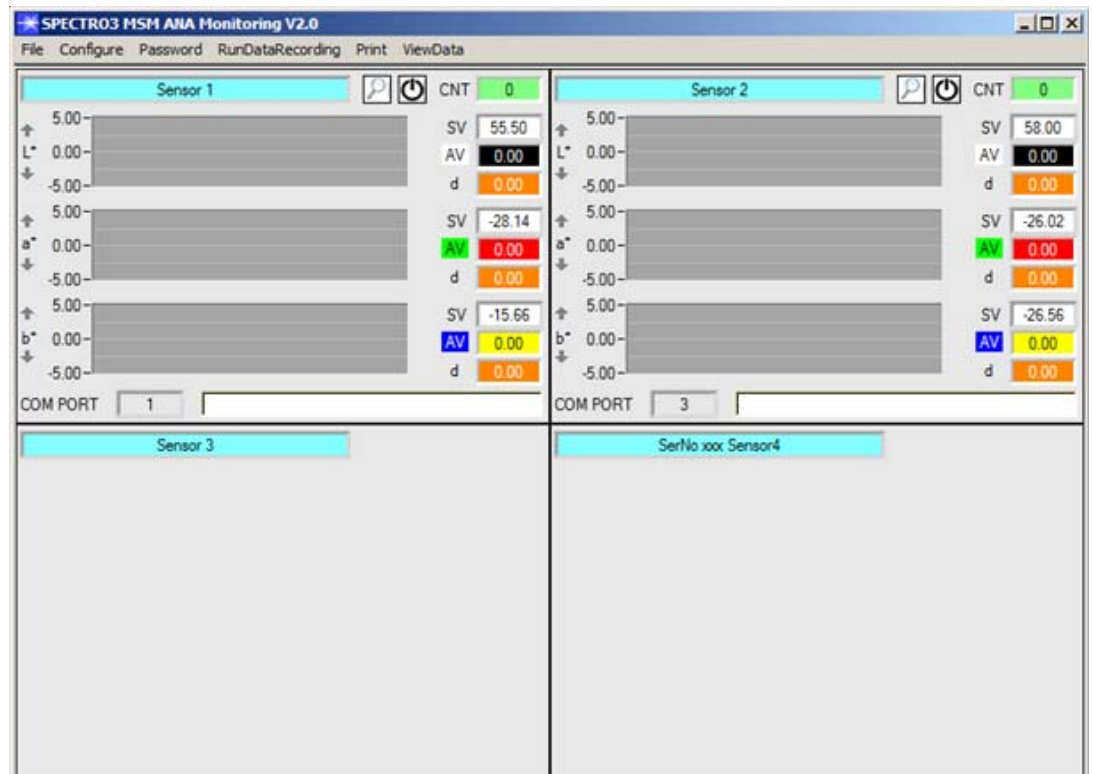 SPECTRO3 MSM ANA Monitoring V2.0
File Configure Password RunDataRecording Print ViewData
Sensor 1 CNT 0
5.00 SV 55.50
L* 0.00 AV 0.00
-5.00 d 0.00
5.00 SV -28.14
a* 0.00 AV 0.00
-5.00 d 0.00
5.00 SV -15.66
b* 0.00 AV 0.00
-5.00 d 0.00
COM PORT 1
Sensor 2 CNT 0
5.00 SV 58.00
L* 0.00 AV 0.00
-5.00 d 0.00
5.00 SV -26.02
a* 0.00 AV 0.00
-5.00 d 0.00
5.00 SV -26.56
b* 0.00 AV 0.00
-5.00 d 0.00
COM PORT 3
Sensor 3
SerNo xxx Sensor4